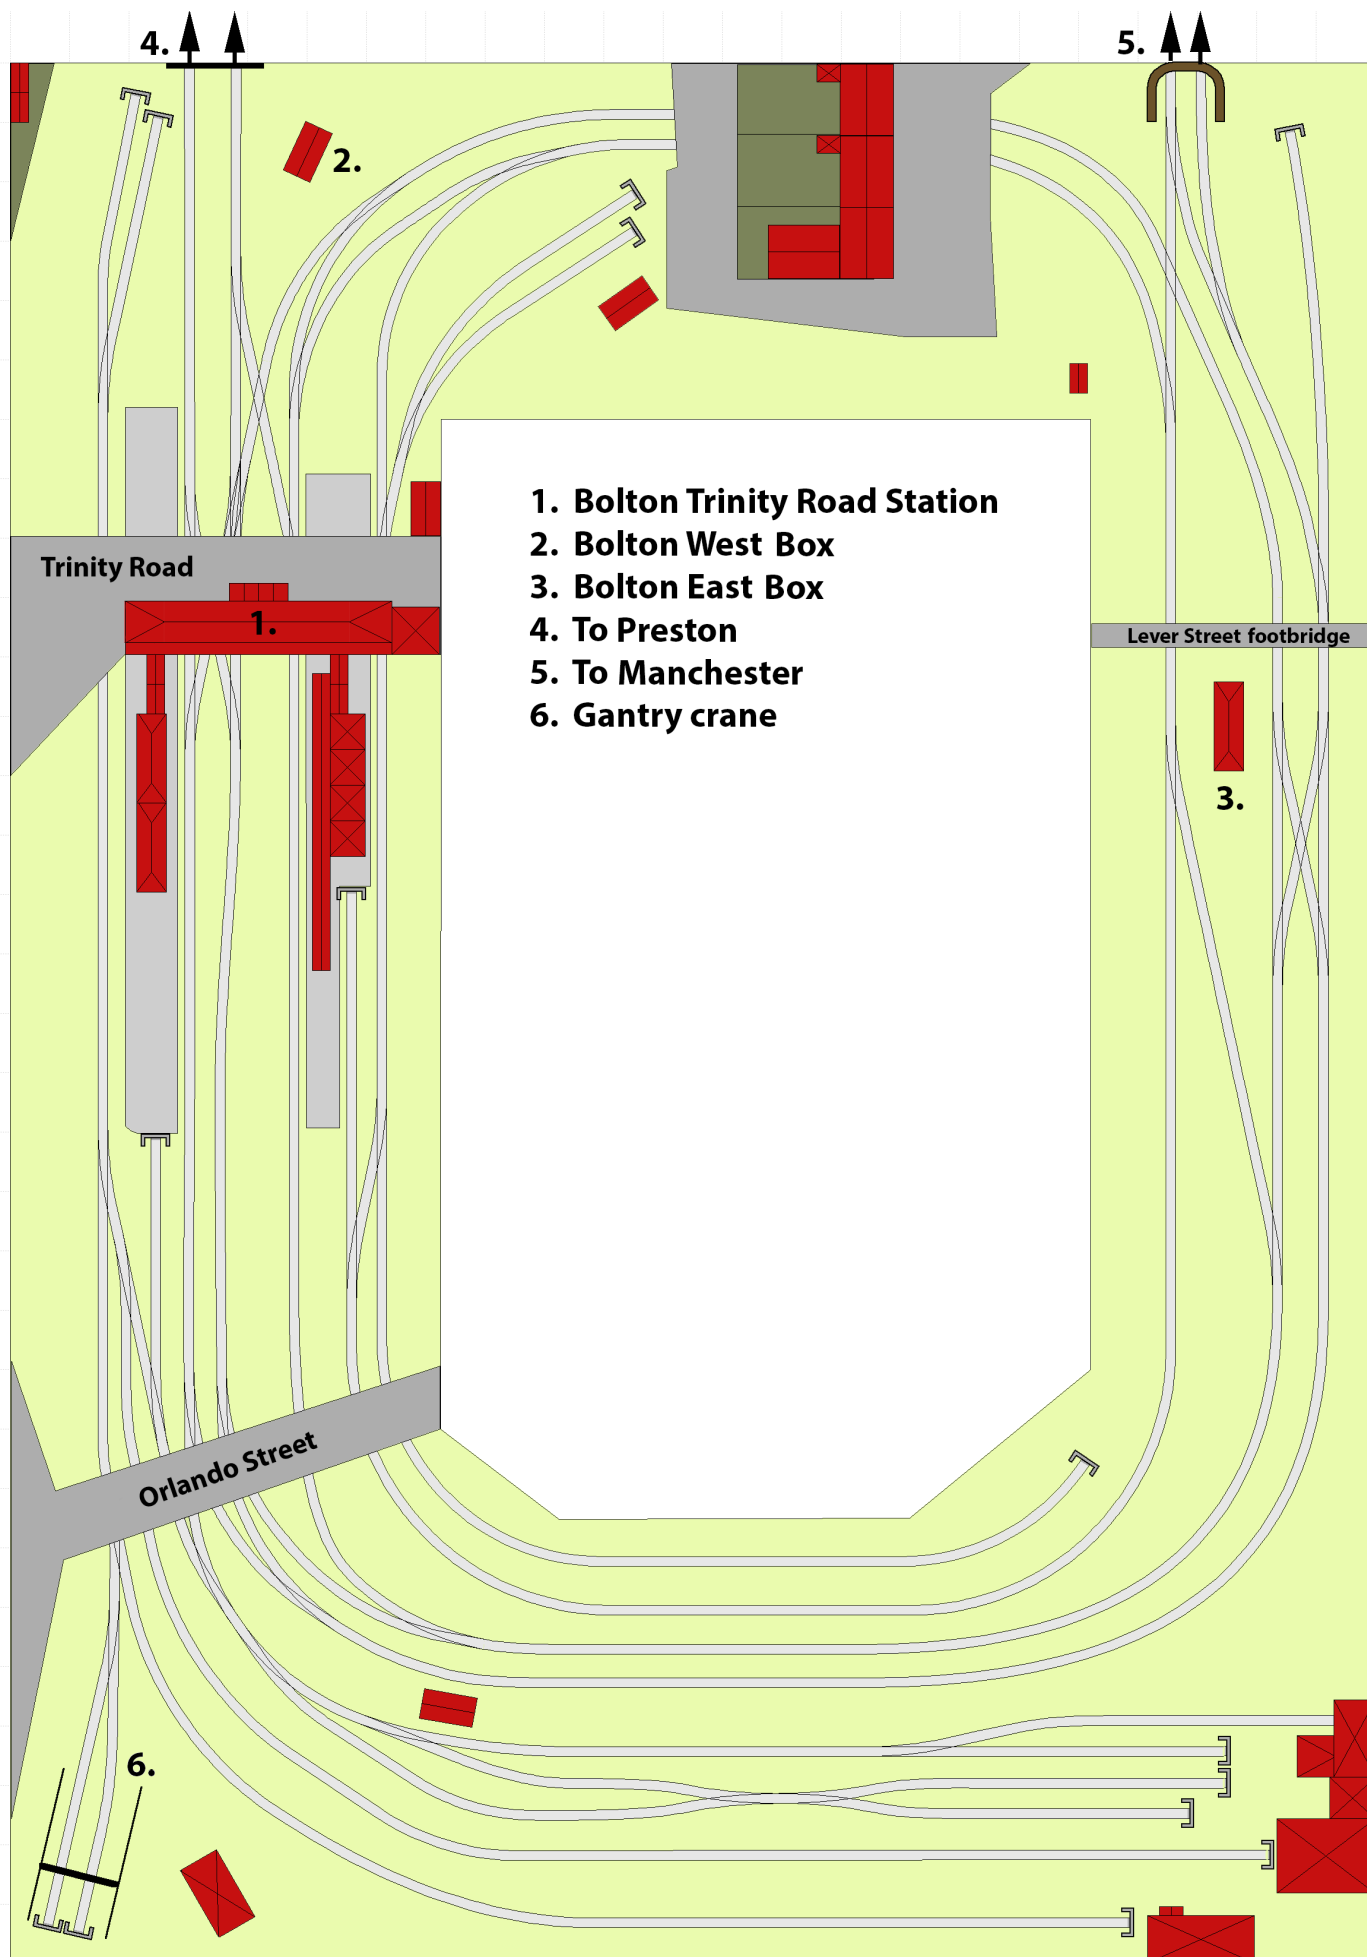 4.
5.
2.
1. Bolton Trinity Road Station
2. Bolton West Box
3. Bolton East Box
4. To Preston
5. To Manchester
6. Gantry crane
Trinity Road
1.
Lever Street footbridge
3.
Orlando Street
6.